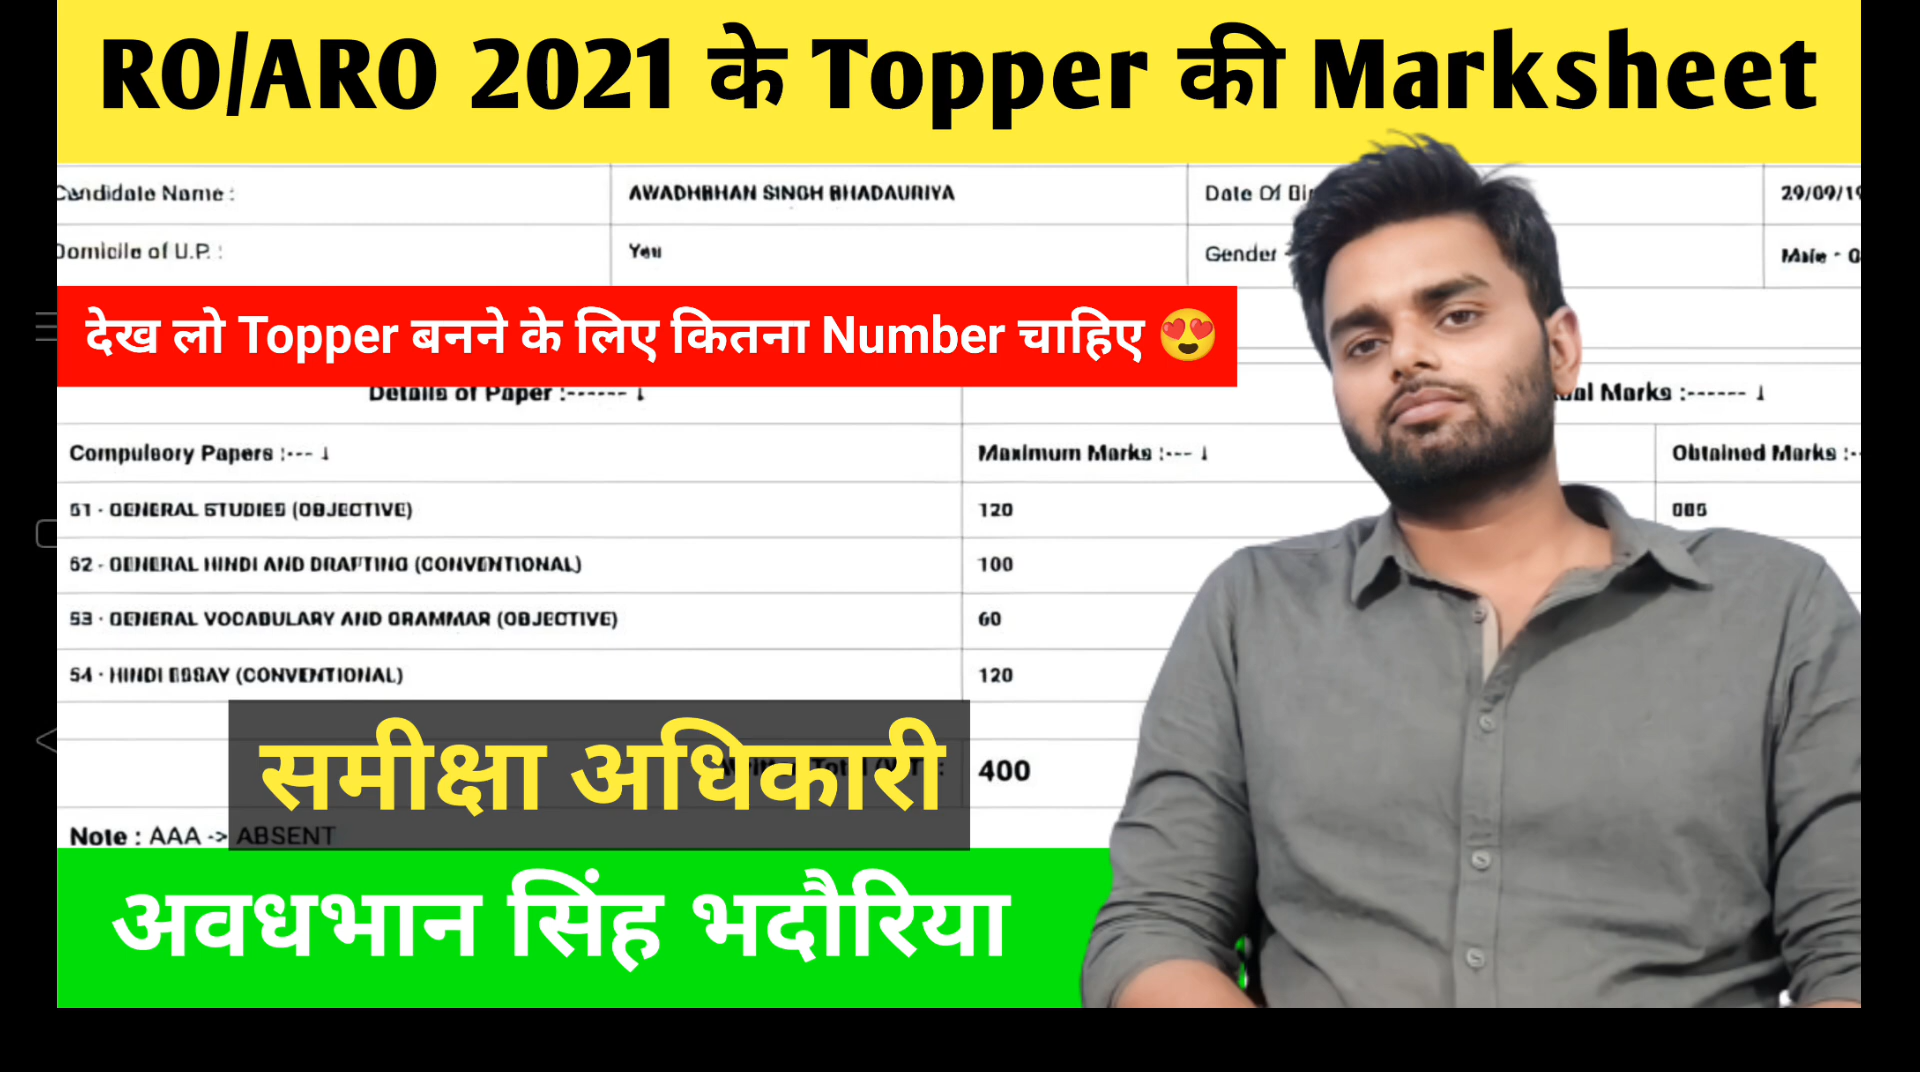 RO/ARO 2021 के Topper की Marksheet
Candidate Name : AWADHBHAN SINGH BHADAURIYA Date Of 29/09/19
Domicile of U.P. : Yes Gender Male -
देख लो Topper बनने के लिए कितना Number चाहिए 😍
Details of Paper :------ ↓ Marks :------ ↓
Compulsory Papers :--- ↓ Maximum Marks :--- ↓ Obtained Marks :--
51 - GENERAL STUDIES (OBJECTIVE) 120
52 - GENERAL HINDI AND DRAFTING (CONVENTIONAL) 100
53 - GENERAL VOCABULARY AND GRAMMAR (OBJECTIVE) 60
54 - HINDI ESSAY (CONVENTIONAL) 120
400
समीक्षा अधिकारी
Note : AAA -> ABSENT
अवधभान सिंह भदौरिया